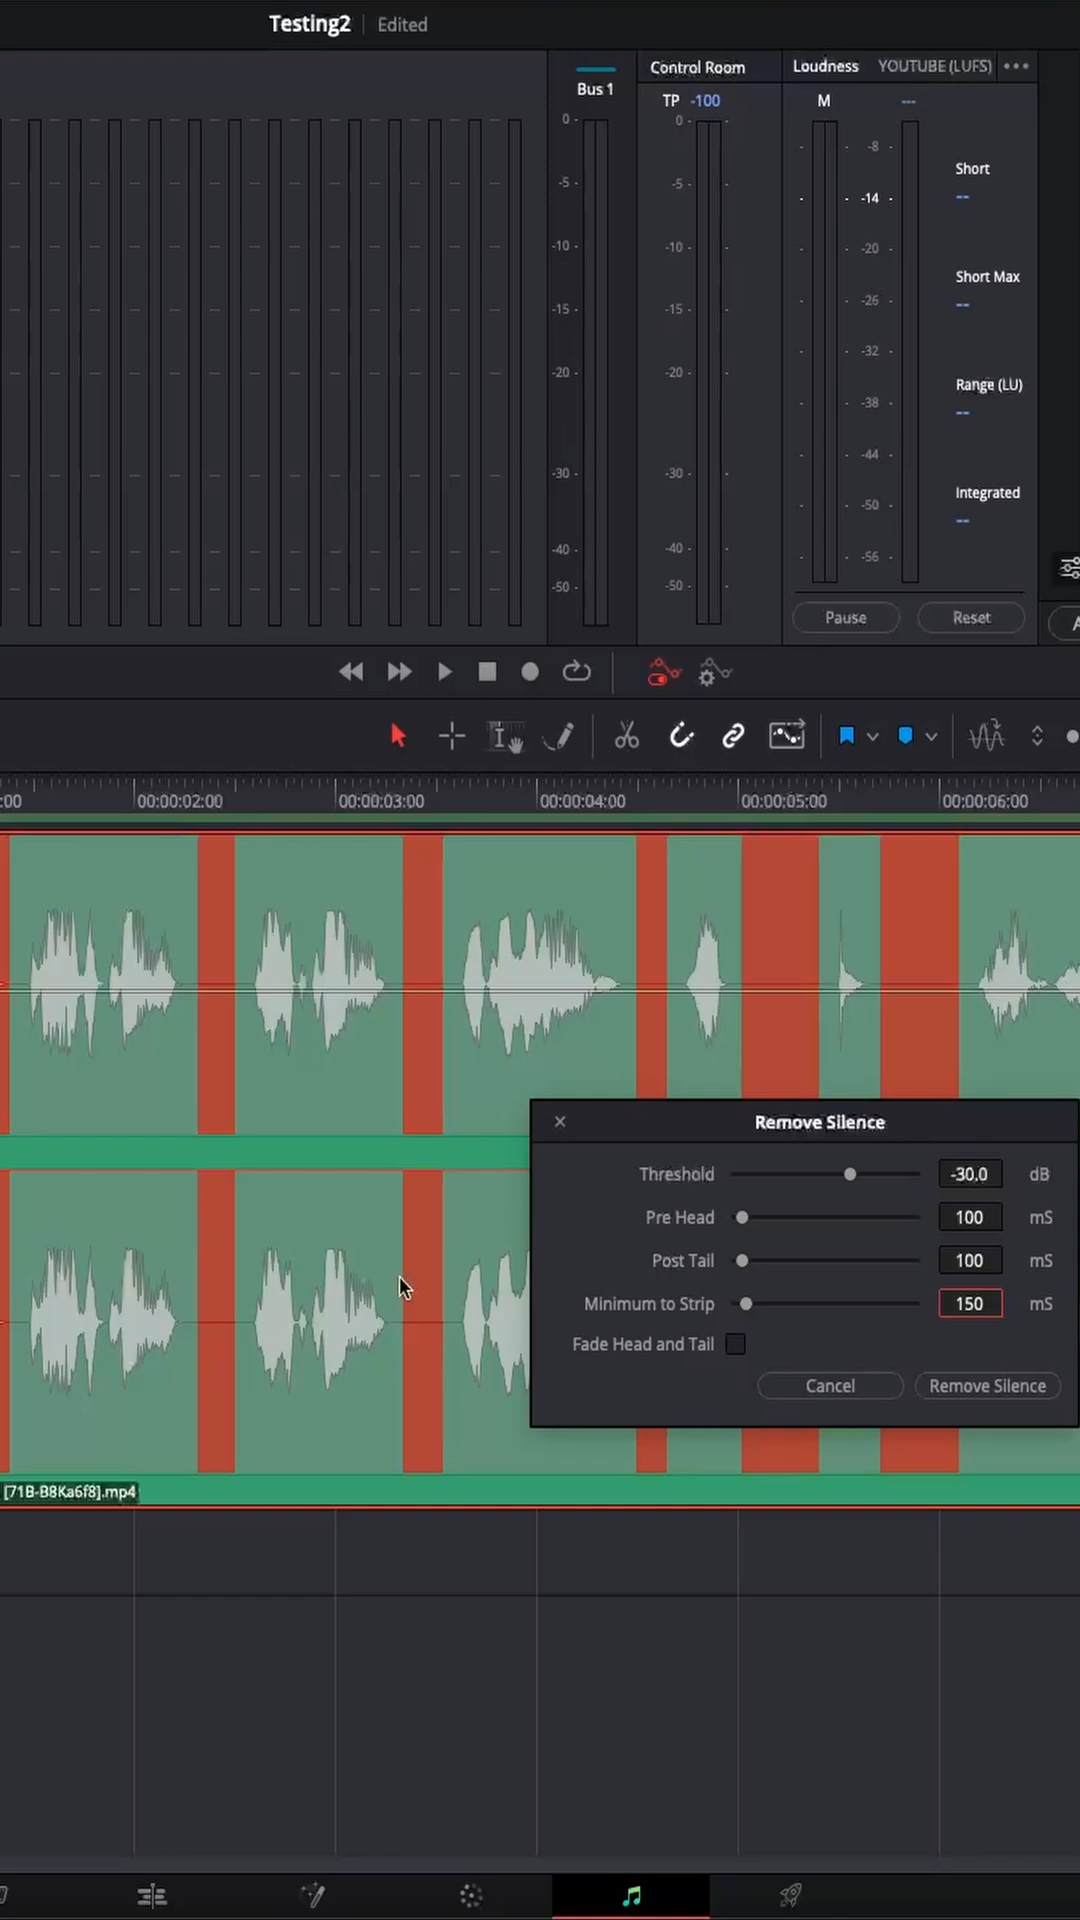 Testing2 Edited
Bus 1
Control Room
Loudness YOUTUBE (LUFS)
TP -100
M ---
0 -5 -10 -15 -20 -30 -40 -50
0 -5 -10 -15 -20 -30 -40 -50
-8 -14 -20 -26 -32 -38 -44 -50 -56
Short
--
Short Max
--
Range (LU)
--
Integrated
--
Pause Reset
A
:00 00:00:02:00 00:00:03:00 00:00:04:00 00:00:05:00 00:00:06:00
Remove Silence
Threshold -30.0 dB
Pre Head 100 mS
Post Tail 100 mS
Minimum to Strip 150 mS
Fade Head and Tail
Cancel Remove Silence
[71B-B8Ka6f8].mp4